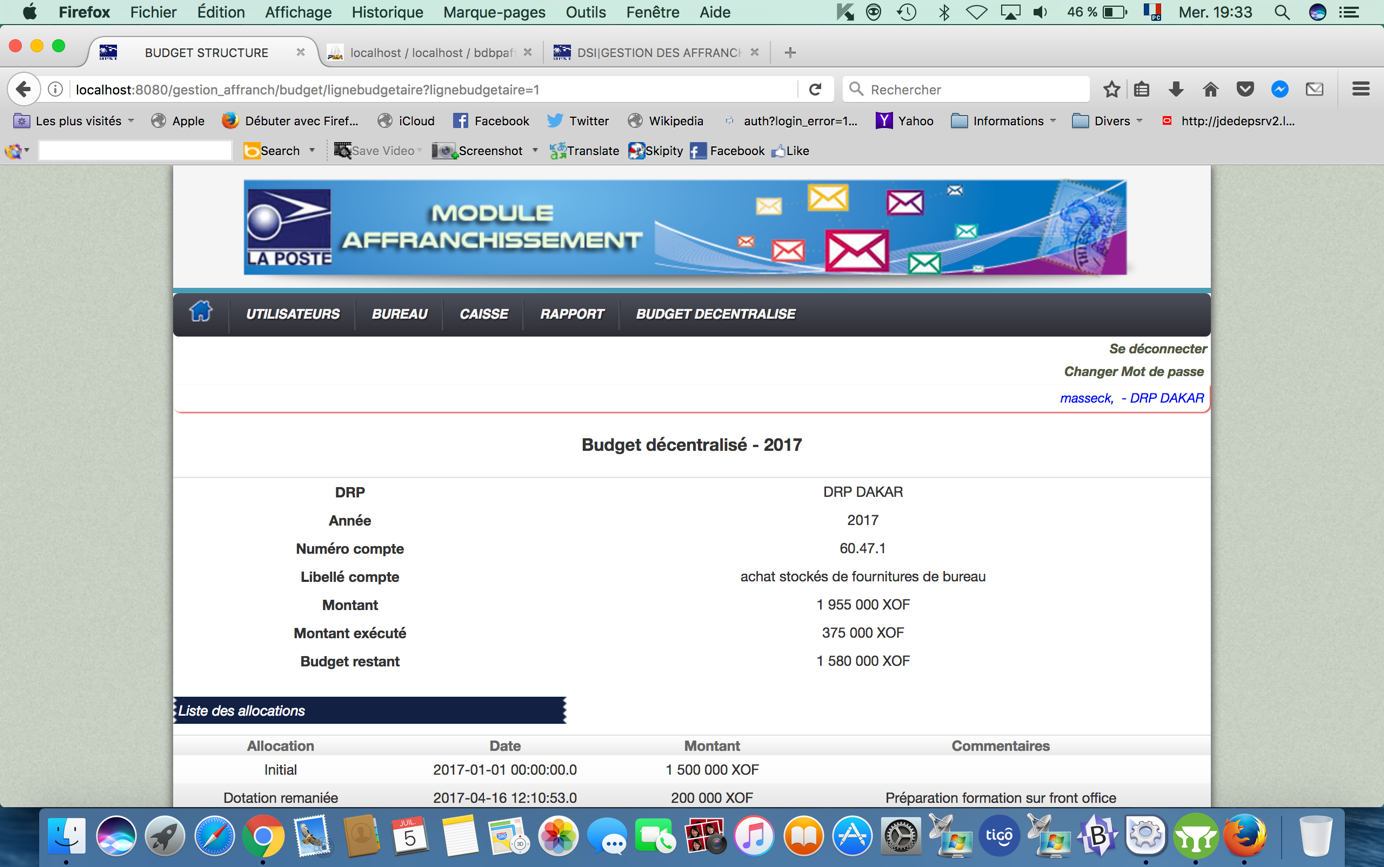 Firefox Fichier Édition Affichage Historique Marque-pages Outils Fenêtre Aide 46 % Mer. 19:33
BUDGET STRUCTURE localhost / localhost / bdbpaf DSI|GESTION DES AFFRANCH
localhost:8080/gestion_affranch/budget/lignebudgetaire?lignebudgetaire=1 Rechercher
Les plus visités Apple Débuter avec Firef... iCloud Facebook Twitter Wikipedia auth?login_error=1... Yahoo Informations Divers http://jdedepsrv2.l...
Search Save Video Screenshot Translate Skipity Facebook Like
MODULE
AFFRANCHISSEMENT
LA POSTE
UTILISATEURS BUREAU CAISSE RAPPORT BUDGET DECENTRALISE
Se déconnecter
Changer Mot de passe
masseck, - DRP DAKAR
Budget décentralisé - 2017
DRP DRP DAKAR
Année 2017
Numéro compte 60.47.1
Libellé compte achat stockés de fournitures de bureau
Montant 1 955 000 XOF
Montant exécuté 375 000 XOF
Budget restant 1 580 000 XOF
Liste des allocations
Allocation Date Montant Commentaires
Initial 2017-01-01 00:00:00.0 1 500 000 XOF
Dotation remaniée 2017-04-16 12:10:53.0 200 000 XOF Préparation formation sur front office
JUIL.
5
3D
tigo
B